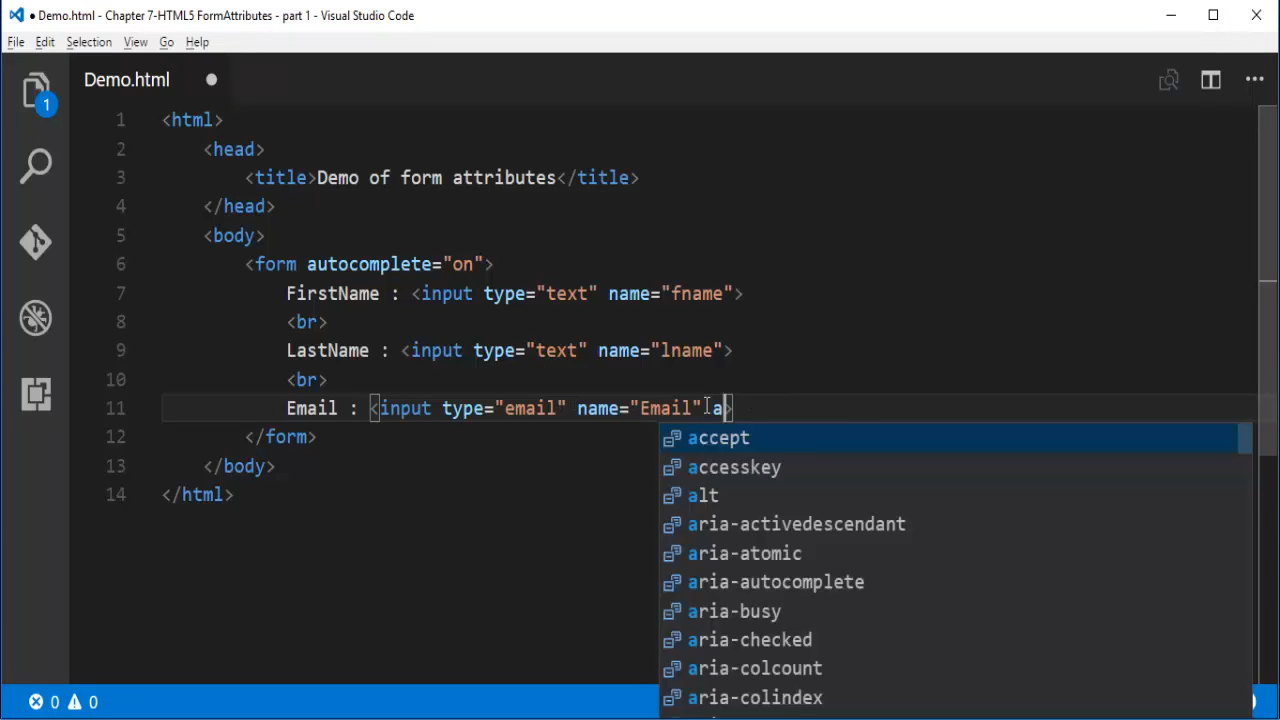 Demo.html - Chapter 7-HTML5 FormAttributes - part 1 - Visual Studio Code
File Edit Selection View Go Help
Demo.html
1
1 <html>
2 <head>
3 <title>Demo of form attributes</title>
4 </head>
5 <body>
6 <form autocomplete="on">
7 FirstName : <input type="text" name="fname">
8 <br>
9 LastName : <input type="text" name="lname">
10 <br>
11 Email : <input type="email" name="Email" a>
12 </form>
13 </body>
14 </html>
accept
accesskey
alt
aria-activedescendant
aria-atomic
aria-autocomplete
aria-busy
aria-checked
aria-colcount
aria-colindex
0 0